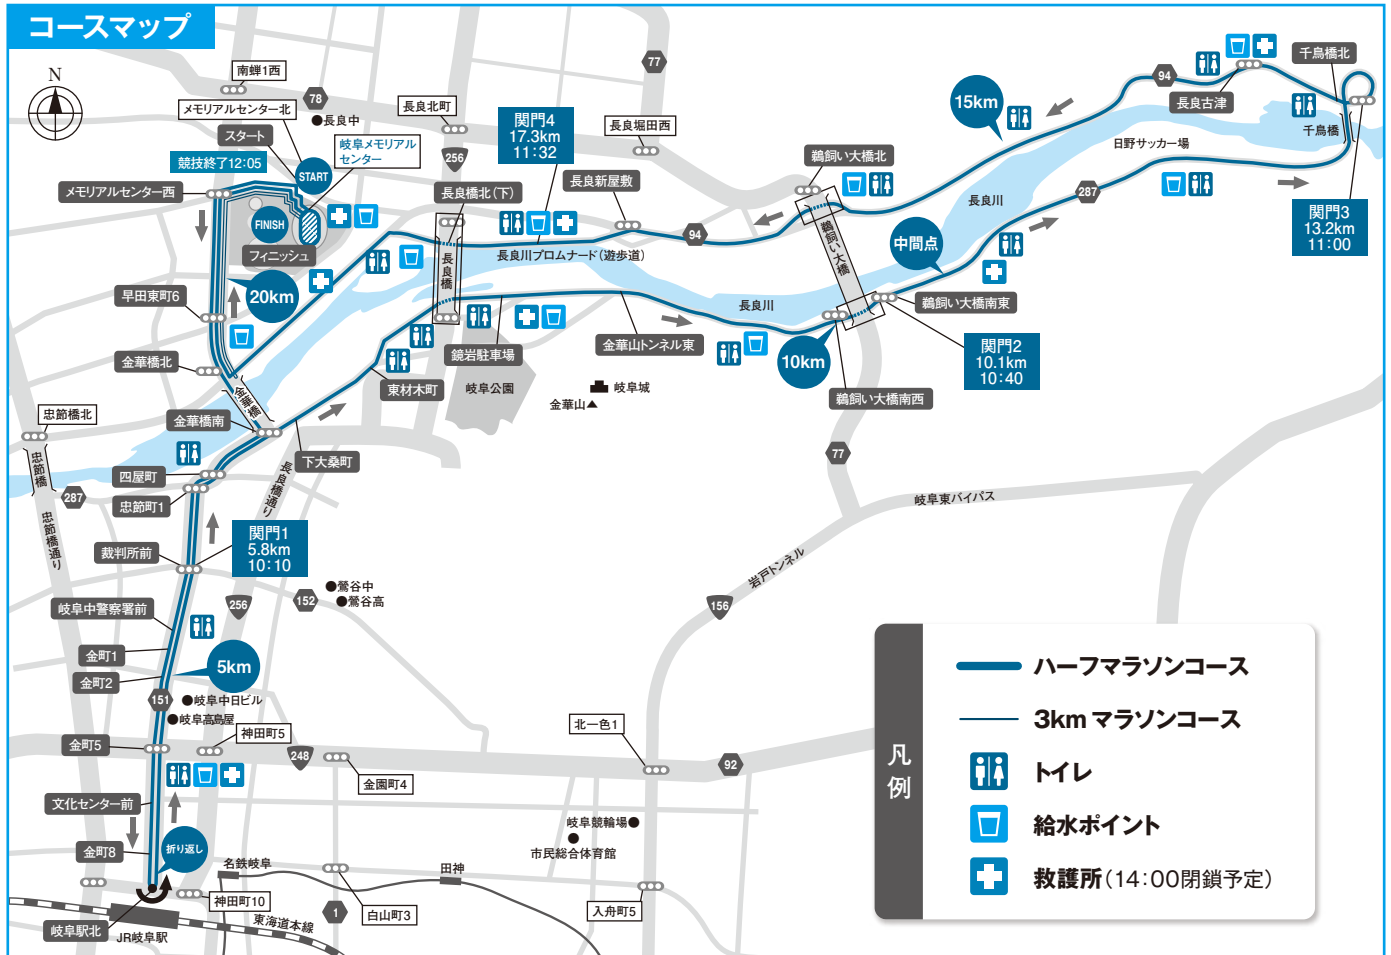 コースマップ
N
南蝉1西
78
長良中
メモリアルセンター北
スタート
岐阜メモリアル
センター
競技終了12:05
START
メモリアルセンター西
FINISH
フィニッシュ
長良北町
256
関門4
17.3km
11:32
77
長良堀田西
長良橋北(下)
長良新屋敷
94
長良川プロムナード(遊歩道)
長良橋
鵜飼い大橋北
鵜飼い大橋
15km
94
長良古津
千鳥橋北
千鳥橋
日野サッカー場
287
関門3
13.2km
11:00
長良川
中間点
長良川
鵜飼い大橋南東
関門2
10.1km
10:40
10km
鵜飼い大橋南西
金華山トンネル東
鏡岩駐車場
岐阜公園
岐阜城
金華山
東材木町
20km
早田東町6
金華橋北
金華橋
金華橋南
忠節橋北
忠節橋
287
忠節橋通り
四屋町
忠節町1
下大桑町
長良橋通り
関門1
5.8km
10:10
裁判所前
鶯谷中
鶯谷高
256
152
岐阜中警察署前
金町1
5km
金町2
151
岐阜中日ビル
岐阜高島屋
金町5
神田町5
248
金園町4
文化センター前
金町8
折り返し
名鉄岐阜
田神
神田町10
岐阜駅北
JR岐阜駅
東海道本線
1
白山町3
77
岐阜東バイパス
岩戸トンネル
156
北一色1
92
岐阜競輪場
市民総合体育館
入舟町5
凡例
ハーフマラソンコース
3kmマラソンコース
トイレ
給水ポイント
救護所(14:00閉鎖予定)